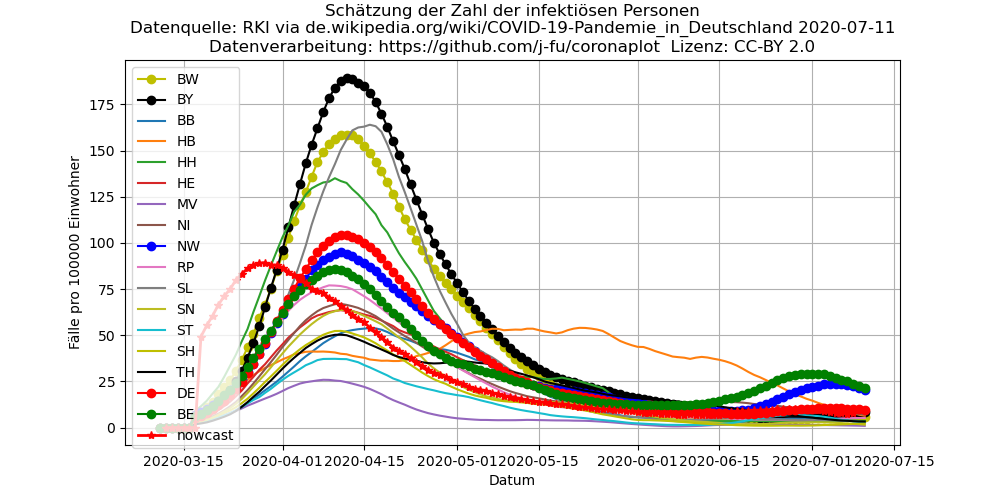 Schätzung der Zahl der infektiösen Personen
Datenquelle: RKI via de.wikipedia.org/wiki/COVID-19-Pandemie_in_Deutschland 2020-07-11
Datenverarbeitung: https://github.com/j-fu/coronaplot  Lizenz: CC-BY 2.0
Fälle pro 100000 Einwohner
175
150
125
100
75
50
25
0
BW
BY
BB
HB
HH
HE
MV
NI
NW
RP
SL
SN
ST
SH
TH
DE
BE
nowcast
2020-03-15
2020-04-01
2020-04-15
2020-05-01
2020-05-15
2020-06-01
2020-06-15
2020-07-01
2020-07-15
Datum